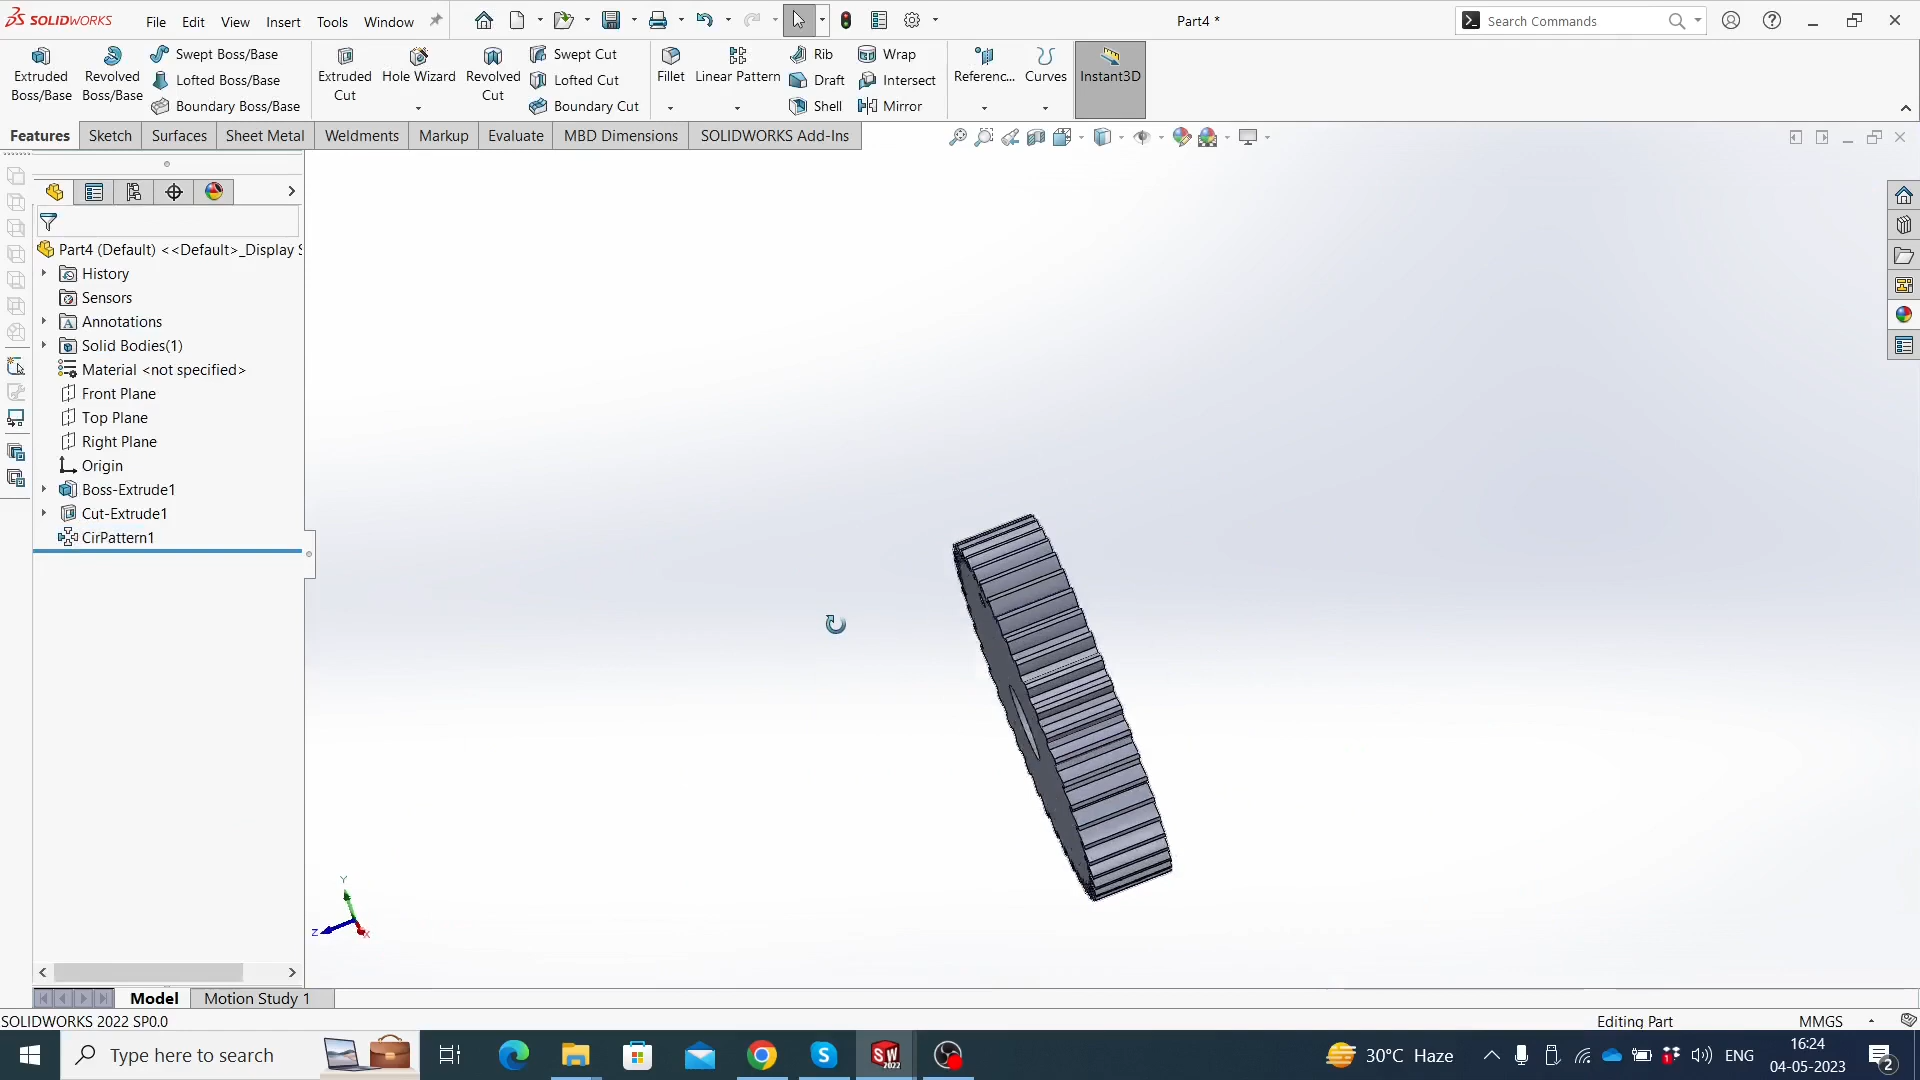 SOLIDWORKS File Edit View Insert Tools Window Part4 * Search Commands
Extruded Boss/Base
Revolved Boss/Base
Swept Boss/Base
Lofted Boss/Base
Boundary Boss/Base
Extruded Cut
Hole Wizard
Revolved Cut
Swept Cut
Lofted Cut
Boundary Cut
Fillet
Linear Pattern
Rib
Draft
Shell
Wrap
Intersect
Mirror
Referenc...
Curves
Instant3D
Features Sketch Surfaces Sheet Metal Weldments Markup Evaluate MBD Dimensions SOLIDWORKS Add-Ins
Part4 (Default) <<Default>_Display S
History
Sensors
Annotations
Solid Bodies(1)
Material <not specified>
Front Plane
Top Plane
Right Plane
Origin
Boss-Extrude1
Cut-Extrude1
CirPattern1
Y
Z
X
Model Motion Study 1
SOLIDWORKS 2022 SP0.0 Editing Part MMGS
Type here to search
SW
2022
30°C Haze
ENG
16:24
04-05-2023
2